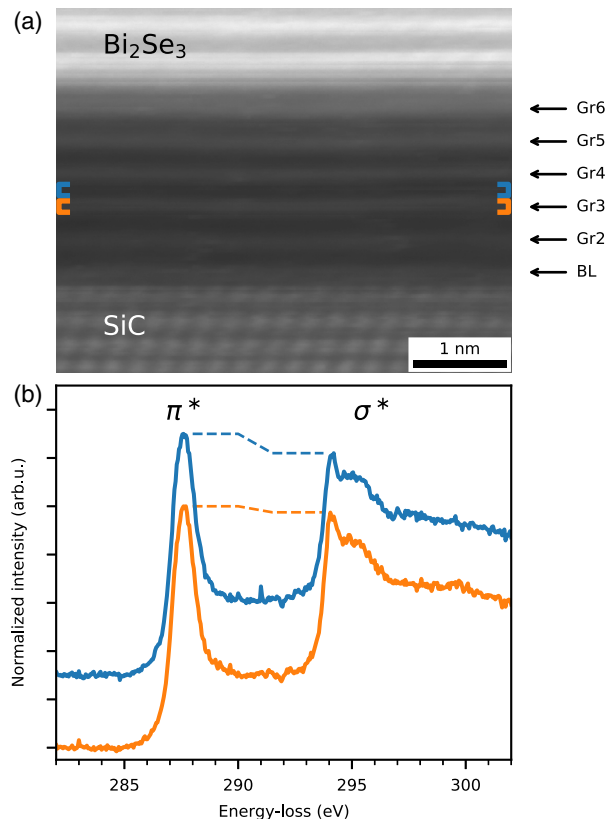 (a)
Bi₂Se₃
Gr6
Gr5
Gr4
Gr3
Gr2
BL
SiC
1 nm
(b)
π* σ*
Normalized intensity (arb.u.)
285 290 295 300
Energy-loss (eV)